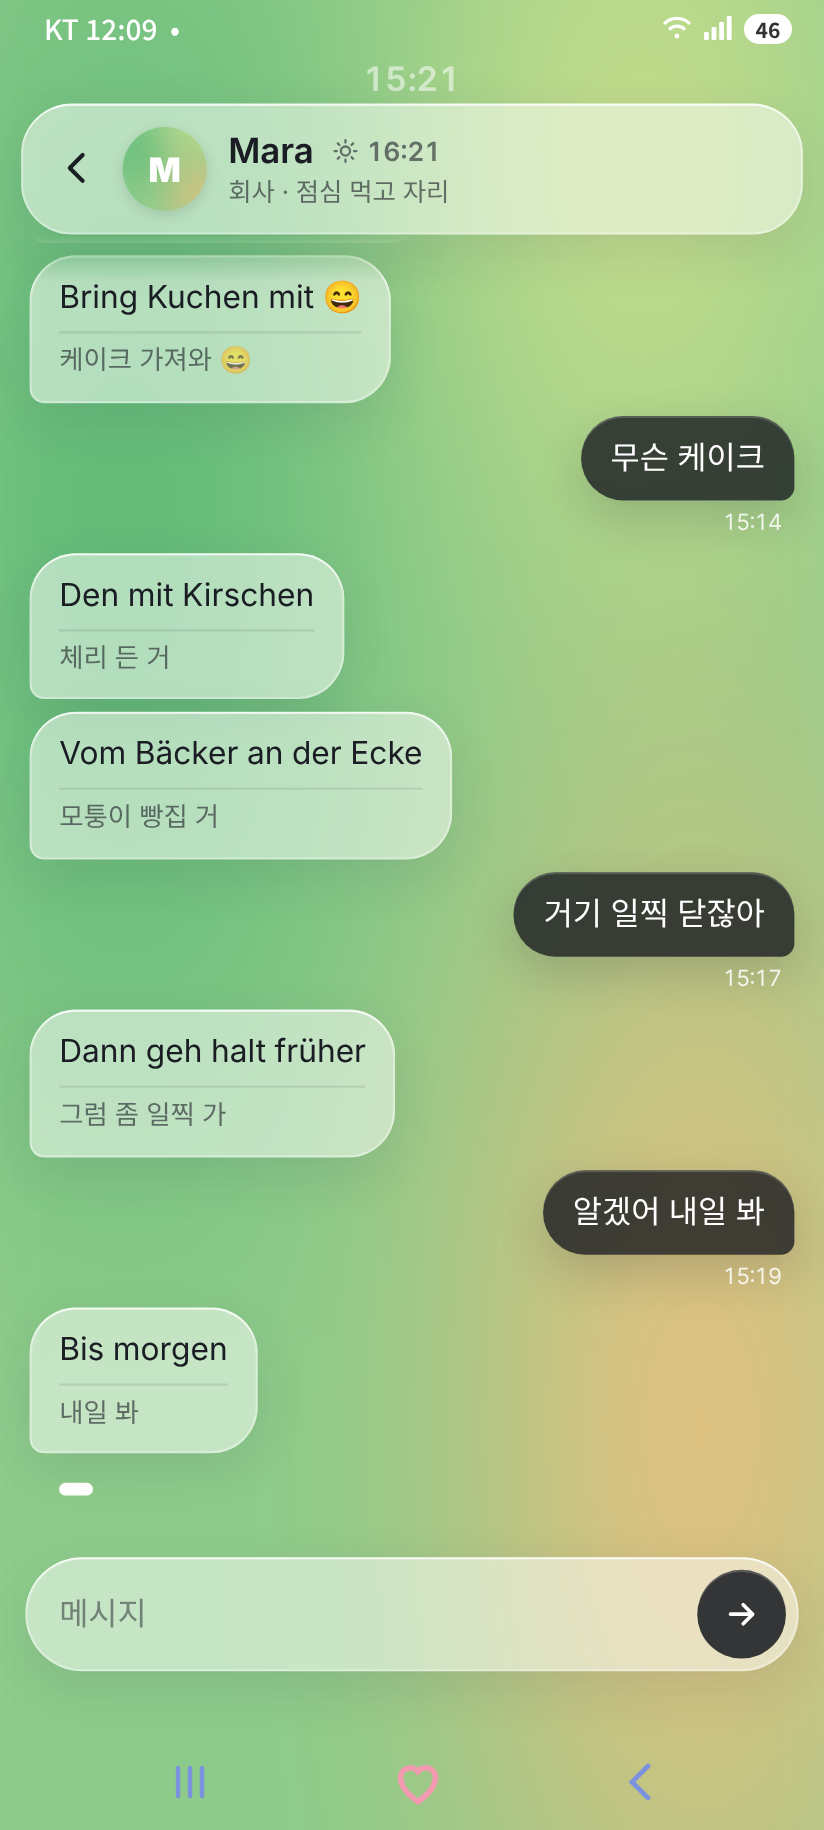 KT 12:09 •
46
15:21
M
Mara 16:21
회사 · 점심 먹고 자리
Bring Kuchen mit 😄
케이크 가져와 😄
무슨 케이크
15:14
Den mit Kirschen
체리 든 거
Vom Bäcker an der Ecke
모퉁이 빵집 거
거기 일찍 닫잖아
15:17
Dann geh halt früher
그럼 좀 일찍 가
알겠어 내일 봐
15:19
Bis morgen
내일 봐
메시지